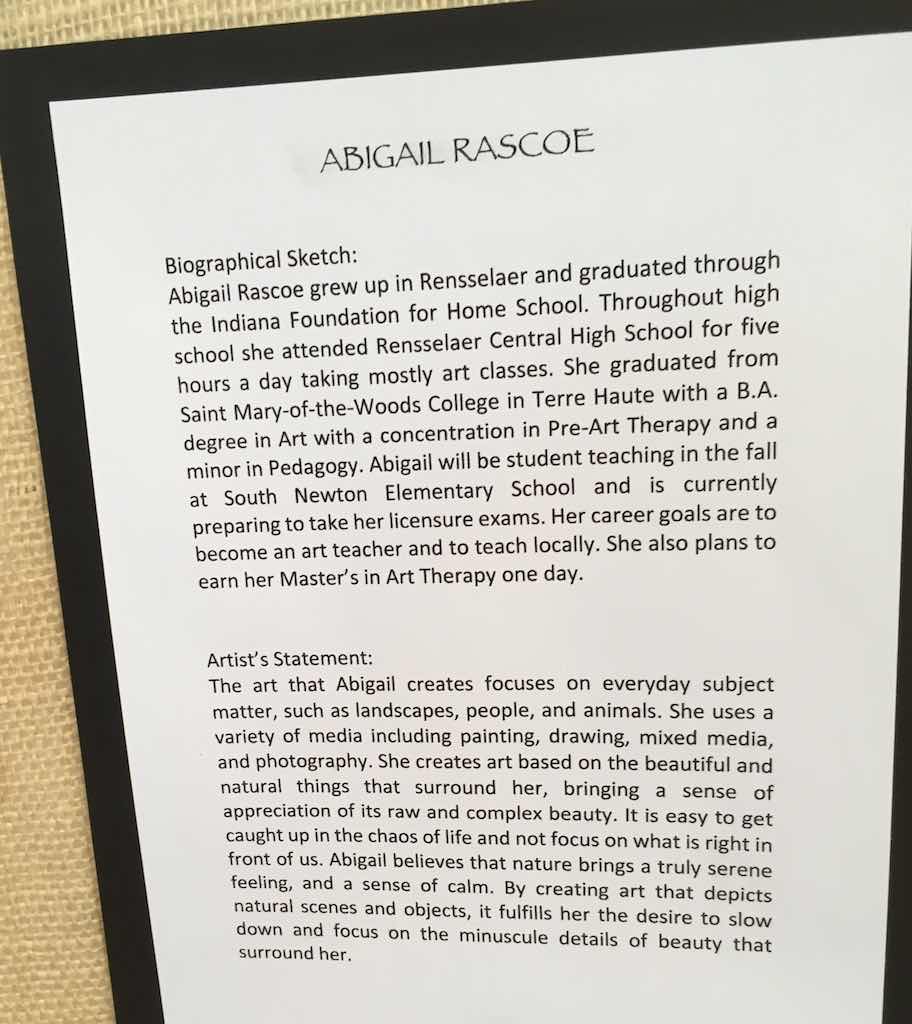 ABIGAIL RASCOE
Biographical Sketch:
Abigail Rascoe grew up in Rensselaer and graduated through
the Indiana Foundation for Home School. Throughout high
school she attended Rensselaer Central High School for five
hours a day taking mostly art classes. She graduated from
Saint Mary-of-the-Woods College in Terre Haute with a B.A.
degree in Art with a concentration in Pre-Art Therapy and a
minor in Pedagogy. Abigail will be student teaching in the fall
at South Newton Elementary School and is currently
preparing to take her licensure exams. Her career goals are to
become an art teacher and to teach locally. She also plans to
earn her Master's in Art Therapy one day.
Artist's Statement:
The art that Abigail creates focuses on everyday subject
matter, such as landscapes, people, and animals. She uses a
variety of media including painting, drawing, mixed media,
and photography. She creates art based on the beautiful and
natural things that surround her, bringing a sense of
appreciation of its raw and complex beauty. It is easy to get
caught up in the chaos of life and not focus on what is right in
front of us. Abigail believes that nature brings a truly serene
feeling, and a sense of calm. By creating art that depicts
natural scenes and objects, it fulfills her the desire to slow
down and focus on the minuscule details of beauty that
surround her.